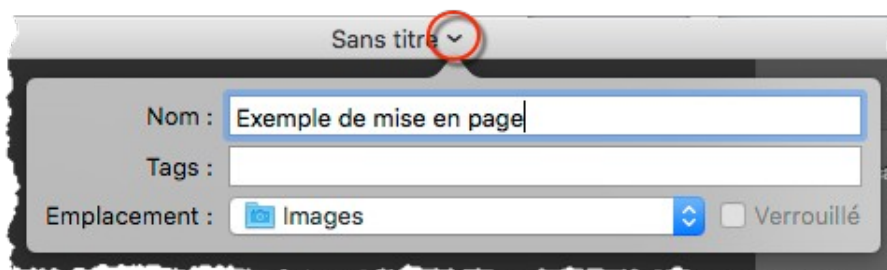 Sans titre
Nom : Exemple de mise en page
Tags :
Emplacement : Images Verrouillé